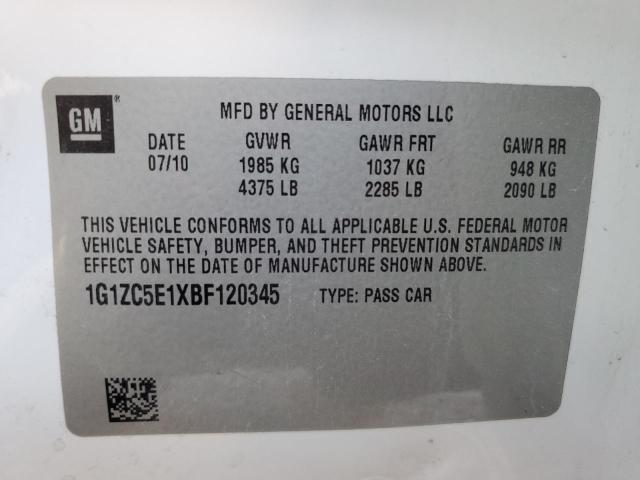 GM®
MFD BY GENERAL MOTORS LLC
DATE GVWR GAWR FRT GAWR RR
07/10 1985 KG 1037 KG 948 KG
4375 LB 2285 LB 2090 LB
THIS VEHICLE CONFORMS TO ALL APPLICABLE U.S. FEDERAL MOTOR
VEHICLE SAFETY, BUMPER, AND THEFT PREVENTION STANDARDS IN
EFFECT ON THE DATE OF MANUFACTURE SHOWN ABOVE.
1G1ZC5E1XBF120345 TYPE: PASS CAR